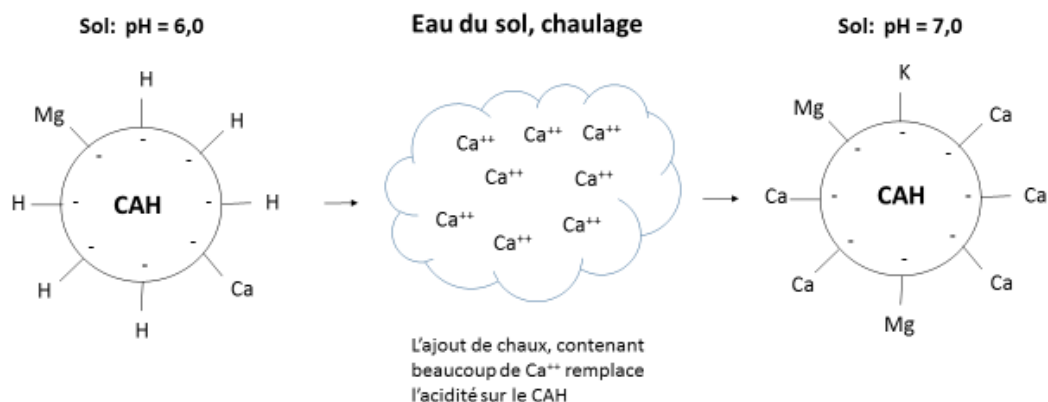 Sol: pH = 6,0
Eau du sol, chaulage
Sol: pH = 7,0
H
Mg
H
H
CAH
H
H
Ca
H
Ca⁺⁺
Ca⁺⁺
Ca⁺⁺
Ca⁺⁺
Ca⁺⁺
Ca⁺⁺
Ca⁺⁺
Ca⁺⁺
K
Mg
Ca
Ca
CAH
Ca
Ca
Ca
Mg
L'ajout de chaux, contenant
beaucoup de Ca⁺⁺ remplace
l'acidité sur le CAH